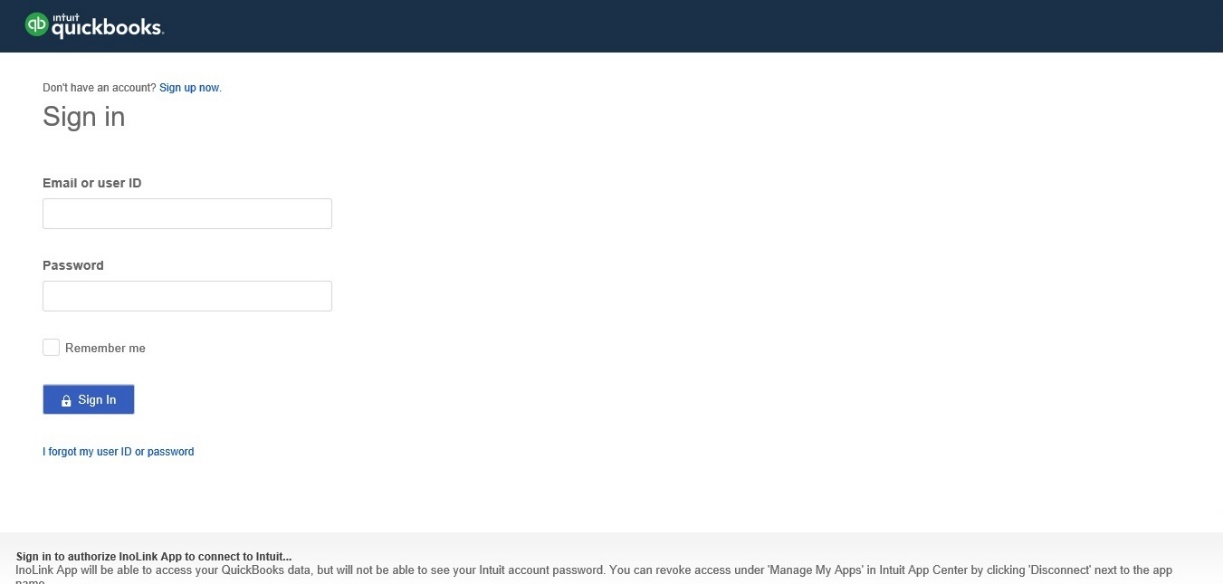 intuit
quickbooks.
Don't have an account? Sign up now.
Sign in
Email or user ID
Password
Remember me
Sign In
I forgot my user ID or password
Sign in to authorize InoLink App to connect to Intuit...
InoLink App will be able to access your QuickBooks data, but will not be able to see your Intuit account password. You can revoke access under 'Manage My Apps' in Intuit App Center by clicking 'Disconnect' next to the app
name